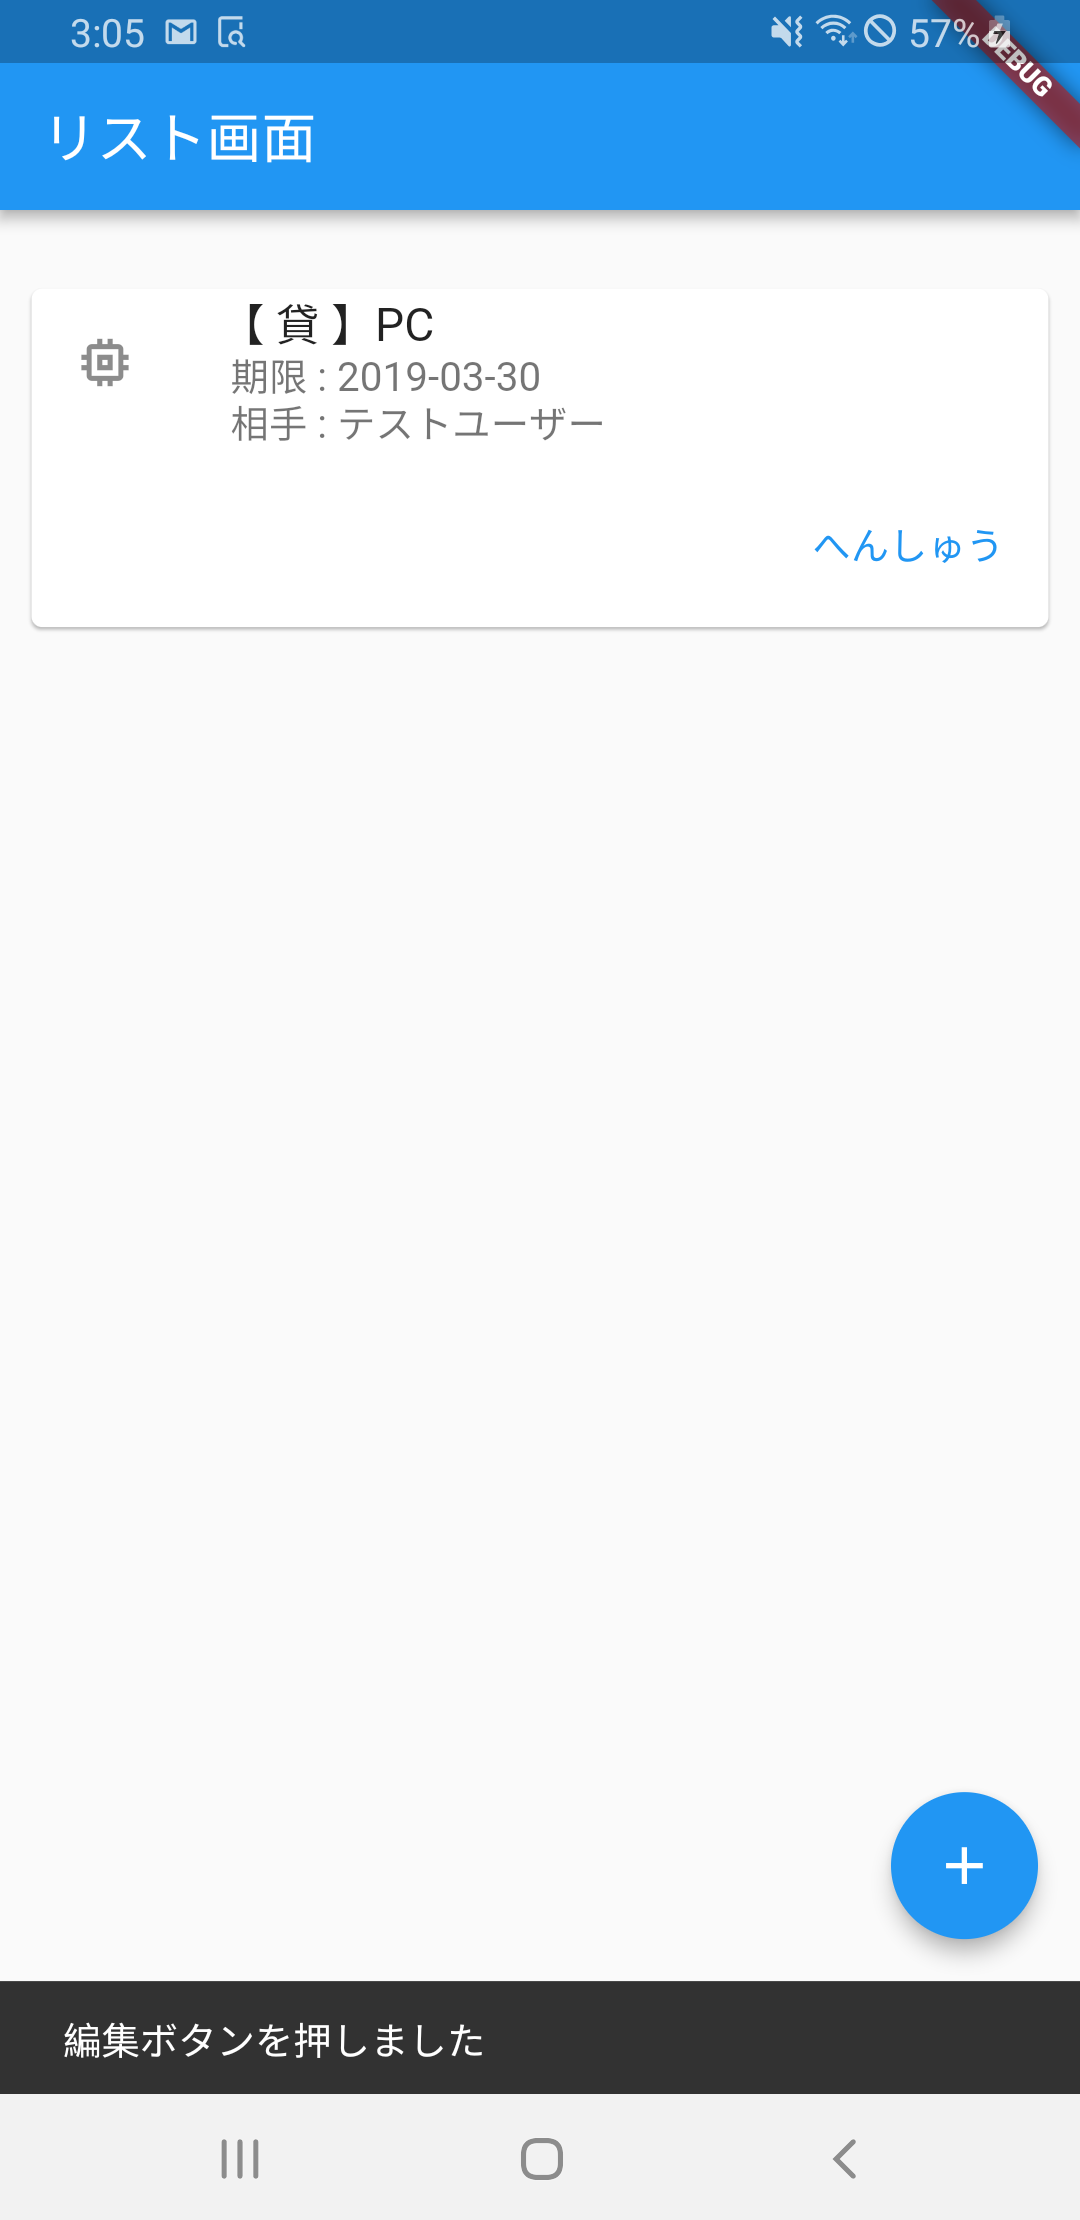 3:05
57%
DEBUG
リスト画面
【 貸 】 PC
期限 : 2019-03-30
相手 : テストユーザー
へんしゅう
編集ボタンを押しました